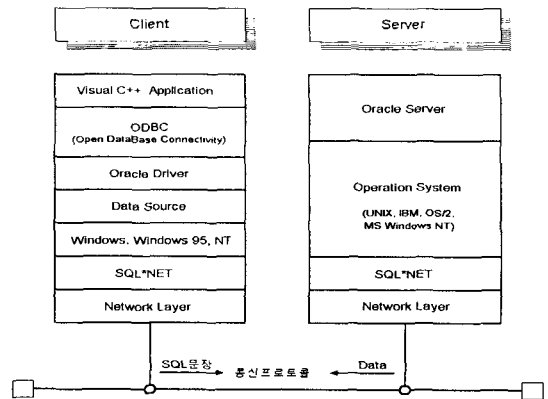 Client
Server
Visual C++ Application
ODBC
(Open DataBase Connectivity)
Oracle Driver
Data Source
Windows. Windows 95, NT
SQL*NET
Network Layer
Oracle Server
Operation System
(UNIX, IBM, OS/2,
MS Windows NT)
SQL*NET
Network Layer
SQL문장
통신프로토콜
Data